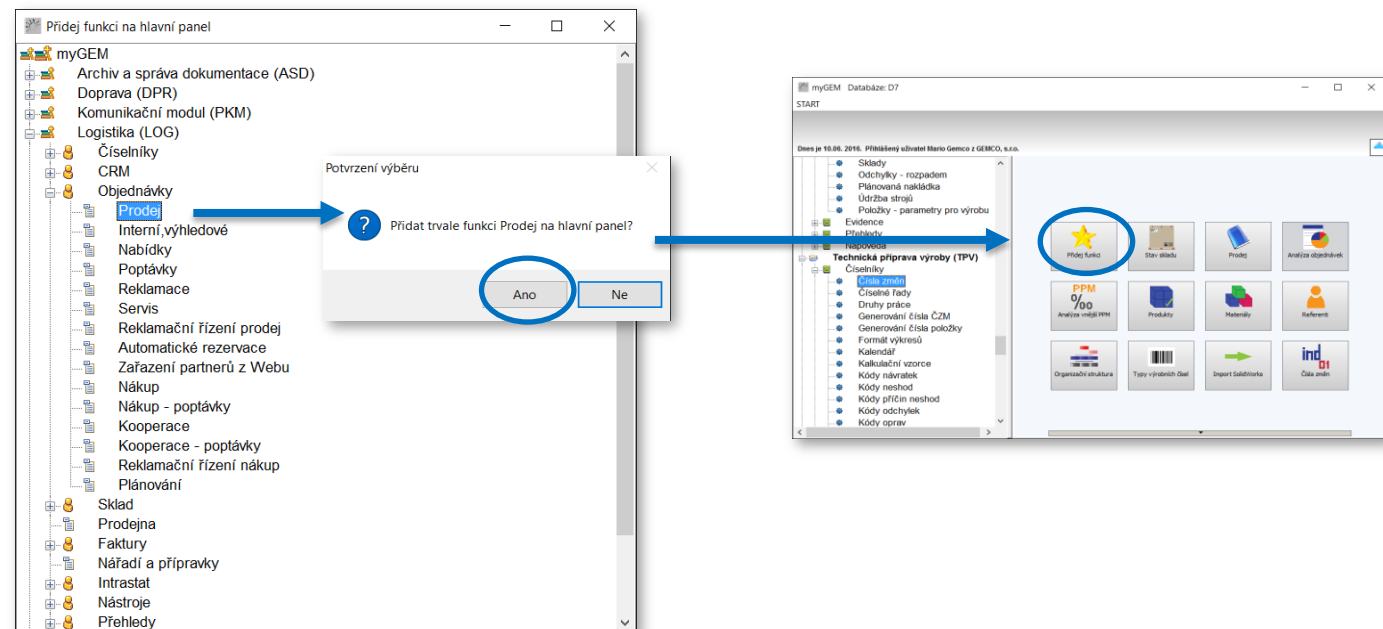 Přidej funkci na hlavní panel
myGEM
Archiv a správa dokumentace (ASD)
Doprava (DPR)
Komunikační modul (PKM)
Logistika (LOG)
Číselníky
CRM
Objednávky
Prodej
Interní,výhledové
Nabídky
Poptávky
Reklamace
Servis
Reklamační řízení prodej
Automatické rezervace
Zařazení partnerů z Webu
Nákup
Nákup - poptávky
Kooperace
Kooperace - poptávky
Reklamační řízení nákup
Plánování
Sklad
Prodejna
Faktury
Nářadí a přípravky
Intrastat
Nástroje
Přehledy
Potvrzení výběru
Přidat trvale funkci Prodej na hlavní panel?
Ano
Ne
myGEM Databáze: D7
START
Dnes je 10.06. 2016. Přihlášený uživatel Mario Gemco z GEMCO, s.r.o.
Sklady
Odchylky - rozpadem
Plánovaná nakládka
Údržba strojů
Položky - parametry pro výrobu
Evidence
Přehledy
Nápověda
Technická příprava výroby (TPV)
Číselníky
Čísla změn
Číselné řady
Druhy práce
Generování čísla ČZM
Generování čísla položky
Formát výkresů
Kalendář
Kalkulační vzorce
Kódy návratek
Kódy neshod
Kódy příčin neshod
Kódy odchylek
Kódy oprav
Přidej funkci
Stav skladu
Prodej
Analýza objednávek
PPM
%o
Analýza vnější PPM
Produkty
Materiály
Referenti
Organizační struktura
Typy výrobních čísel
Import SolidWorks
ind
01
Čísla změn